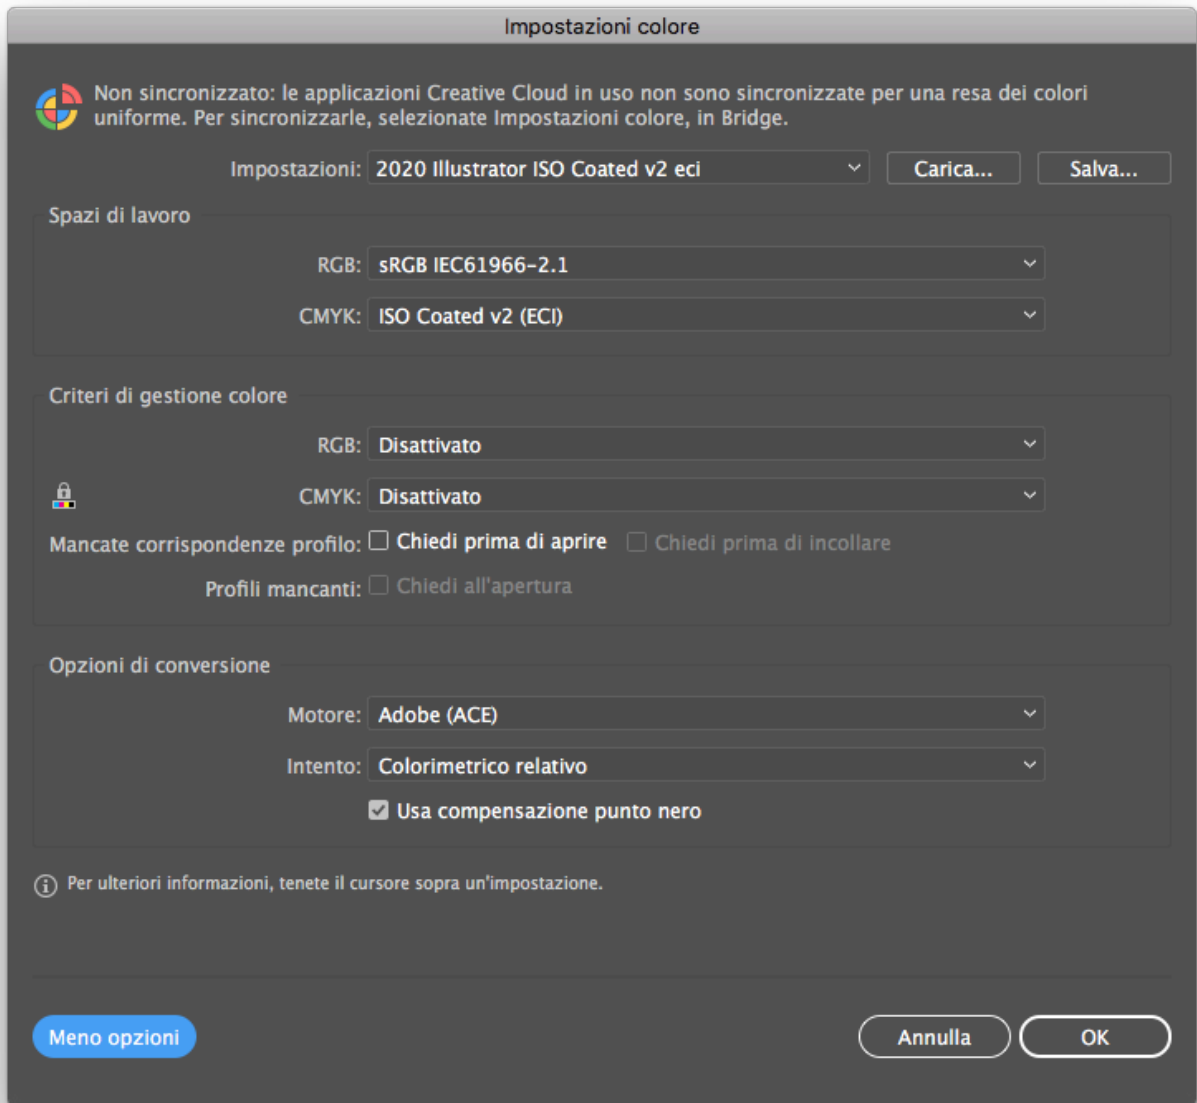 Impostazioni colore
Non sincronizzato: le applicazioni Creative Cloud in uso non sono sincronizzate per una resa dei colori
uniforme. Per sincronizzarle, selezionate Impostazioni colore, in Bridge.
Impostazioni: 2020 Illustrator ISO Coated v2 eci Carica... Salva...
Spazi di lavoro
RGB: sRGB IEC61966-2.1
CMYK: ISO Coated v2 (ECI)
Criteri di gestione colore
RGB: Disattivato
CMYK: Disattivato
Mancate corrispondenze profilo: Chiedi prima di aprire Chiedi prima di incollare
Profili mancanti: Chiedi all'apertura
Opzioni di conversione
Motore: Adobe (ACE)
Intento: Colorimetrico relativo
Usa compensazione punto nero
Per ulteriori informazioni, tenete il cursore sopra un'impostazione.
Meno opzioni Annulla OK